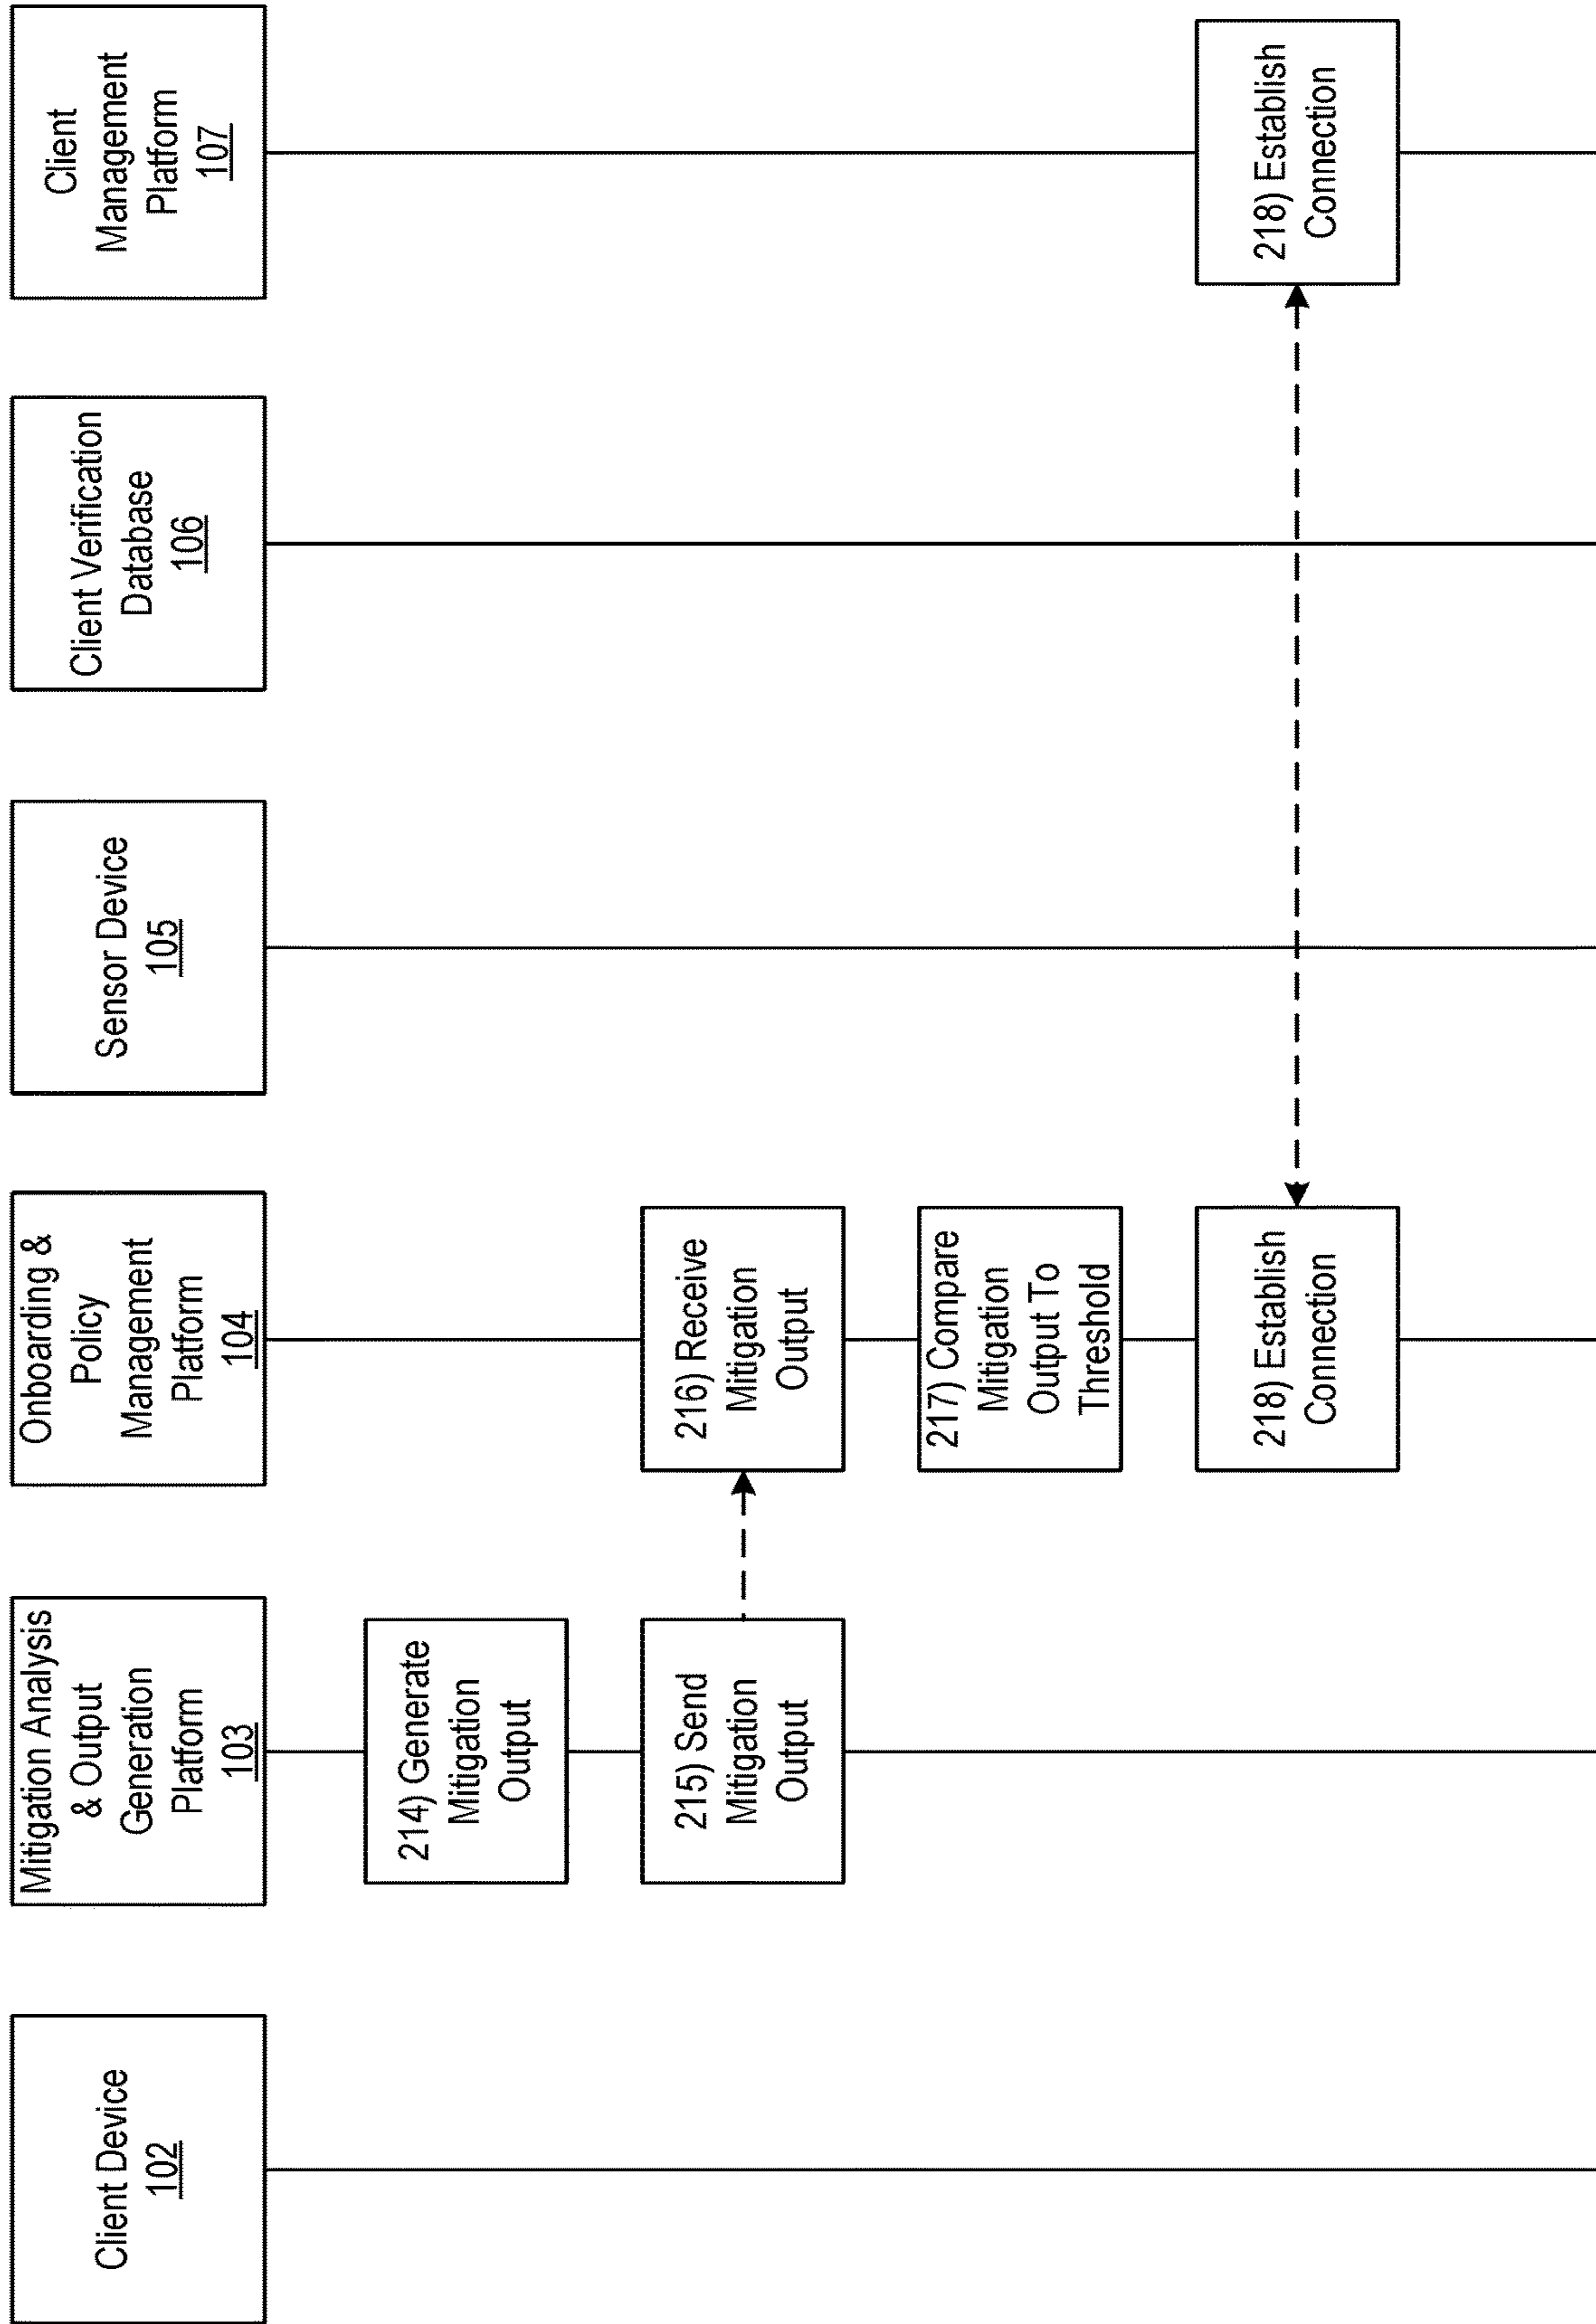 Client Device
102
Mitigation Analysis
& Output
Generation
Platform
103
Onboarding &
Policy
Management
Platform
104
Sensor Device
105
Client Verification
Database
106
Client
Management
Platform
107
214) Generate
Mitigation
Output
215) Send
Mitigation
Output
216) Receive
Mitigation
Output
217) Compare
Mitigation
Output To
Threshold
218) Establish
Connection
218) Establish
Connection